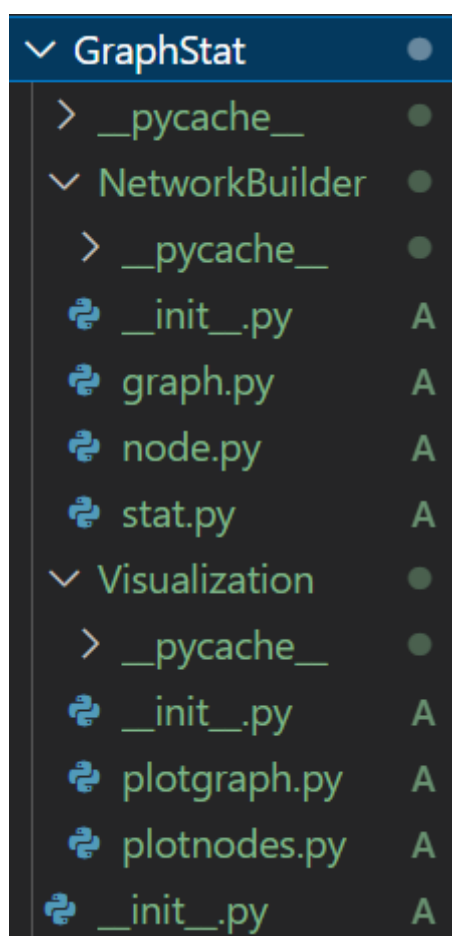 GraphStat
__pycache__
NetworkBuilder
__pycache__
__init__.py A
graph.py A
node.py A
stat.py A
Visualization
__pycache__
__init__.py A
plotgraph.py A
plotnodes.py A
__init__.py A